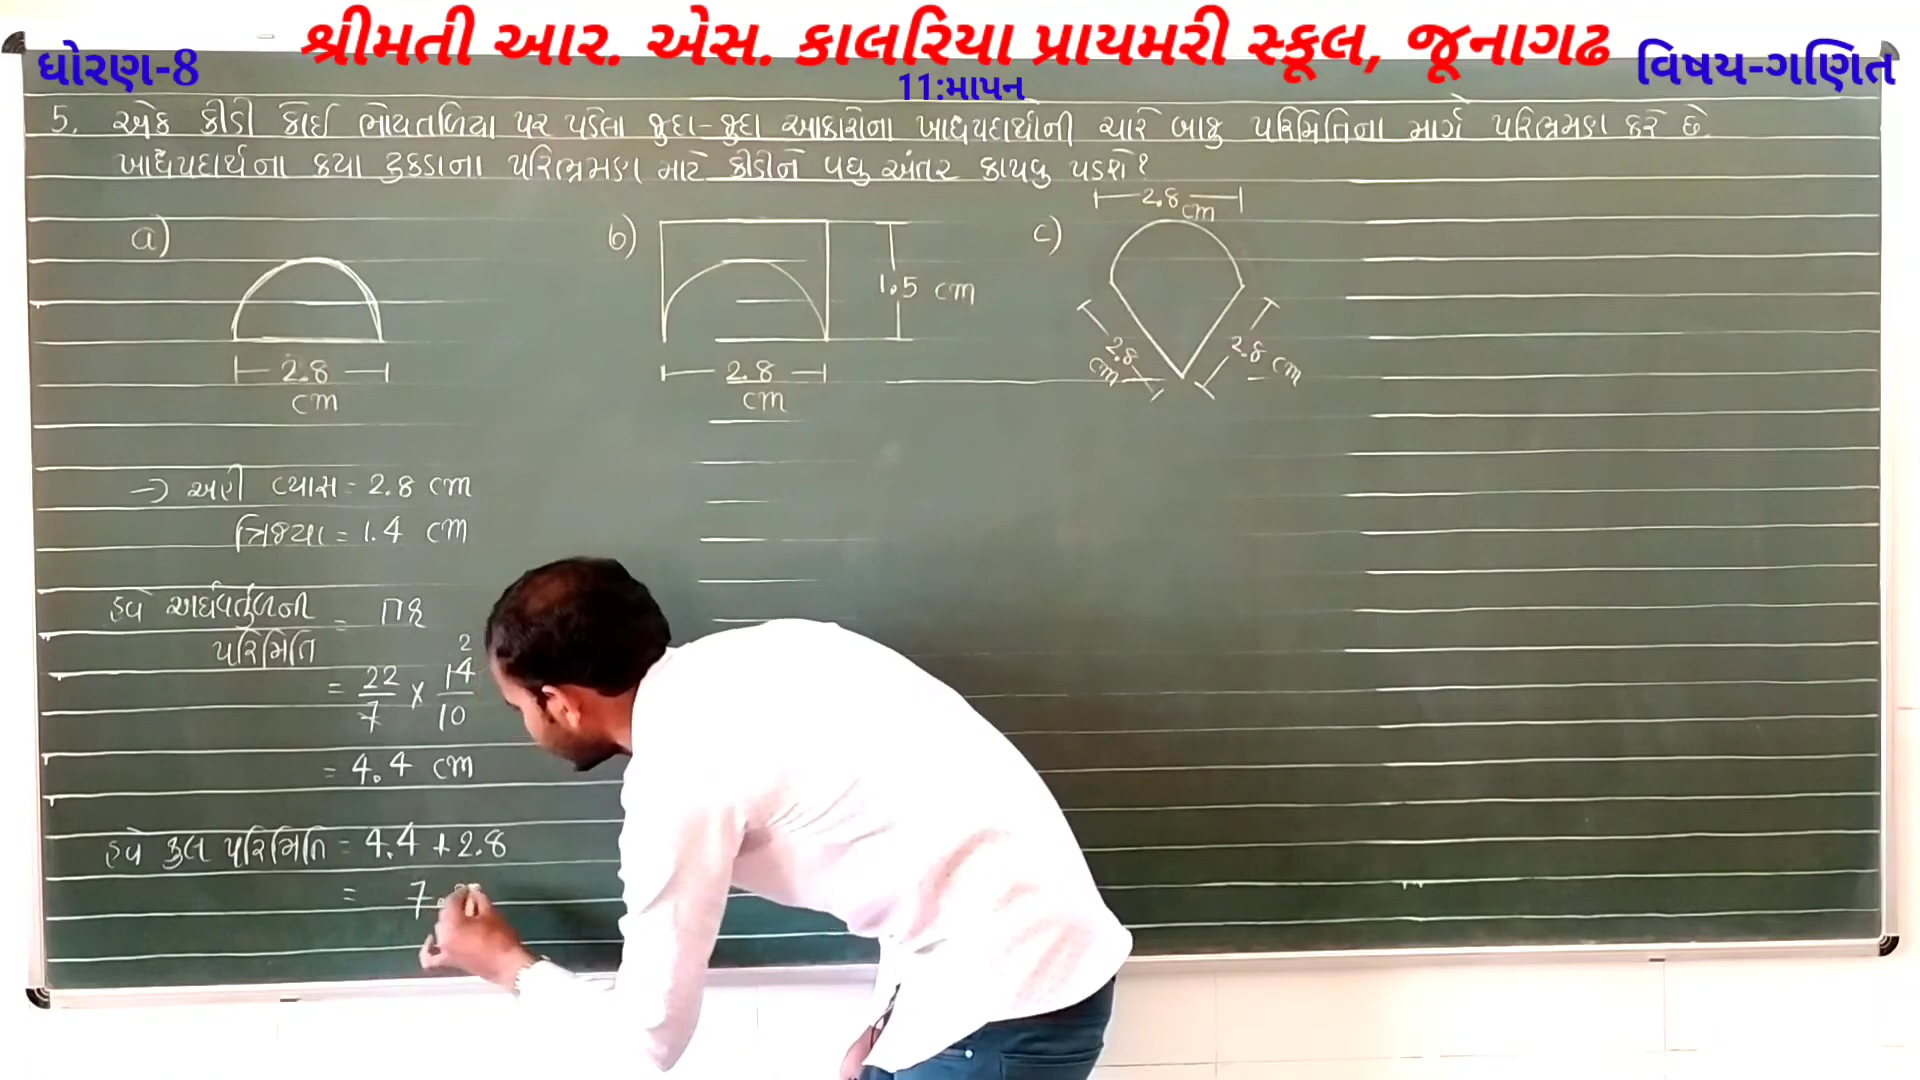 શ્રીમતી આર. એસ. કાલરિયા પ્રાયમરી સ્કૂલ, જૂનાગઢ
ધોરણ-8
વિષય-ગણિત
11:માપન
5. એક કીડી કોઈ ભોંયતળિયા પર પડેલા જુદા-જુદા આકારોના ખાદ્યપદાર્થોની ચારે બાજુ પરિમિતિના માર્ગે પરિભ્રમણ કરે છે.
ખાદ્યપદાર્થના કયા ટુકડાના પરિભ્રમણ માટે કીડીને વધુ અંતર કાપવુ પડશે?
a)
2.8
cm
b)
1.5 cm
2.8
cm
c)
2.8
cm
2.8
cm
2.8 cm
→ અહી વ્યાસ = 2.8 cm
ત્રિજ્યા = 1.4 cm
હવે અર્ધવર્તુળની = πr
પરિમિતિ
= 22/7 × 14/10 2
= 4.4 cm
હવે કુલ પરિમિતિ = 4.4 + 2.8
= 7.